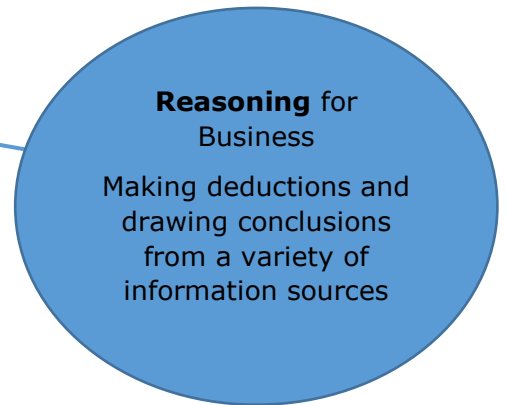 Reasoning for
Business
Making deductions and
drawing conclusions
from a variety of
information sources